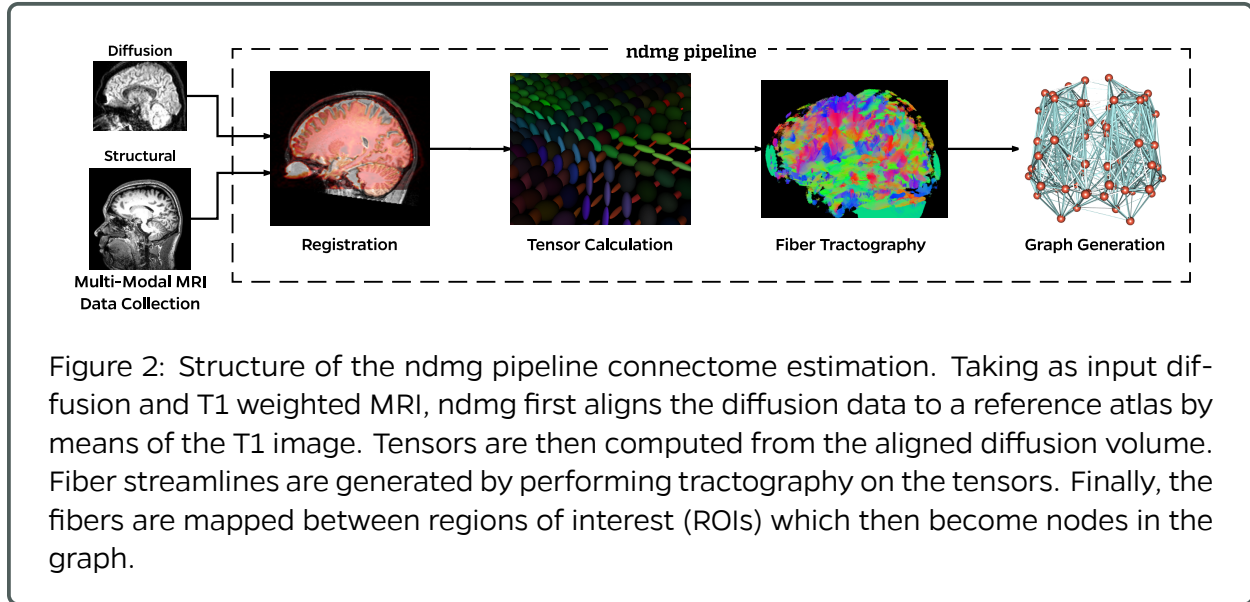 Diffusion
ndmg pipeline
Structural
Registration
Tensor Calculation
Fiber Tractography
Graph Generation
Multi-Modal MRI
Data Collection
Figure 2: Structure of the ndmg pipeline connectome estimation. Taking as input dif-
fusion and T1 weighted MRI, ndmg first aligns the diffusion data to a reference atlas by
means of the T1 image. Tensors are then computed from the aligned diffusion volume.
Fiber streamlines are generated by performing tractography on the tensors. Finally, the
fibers are mapped between regions of interest (ROIs) which then become nodes in the
graph.